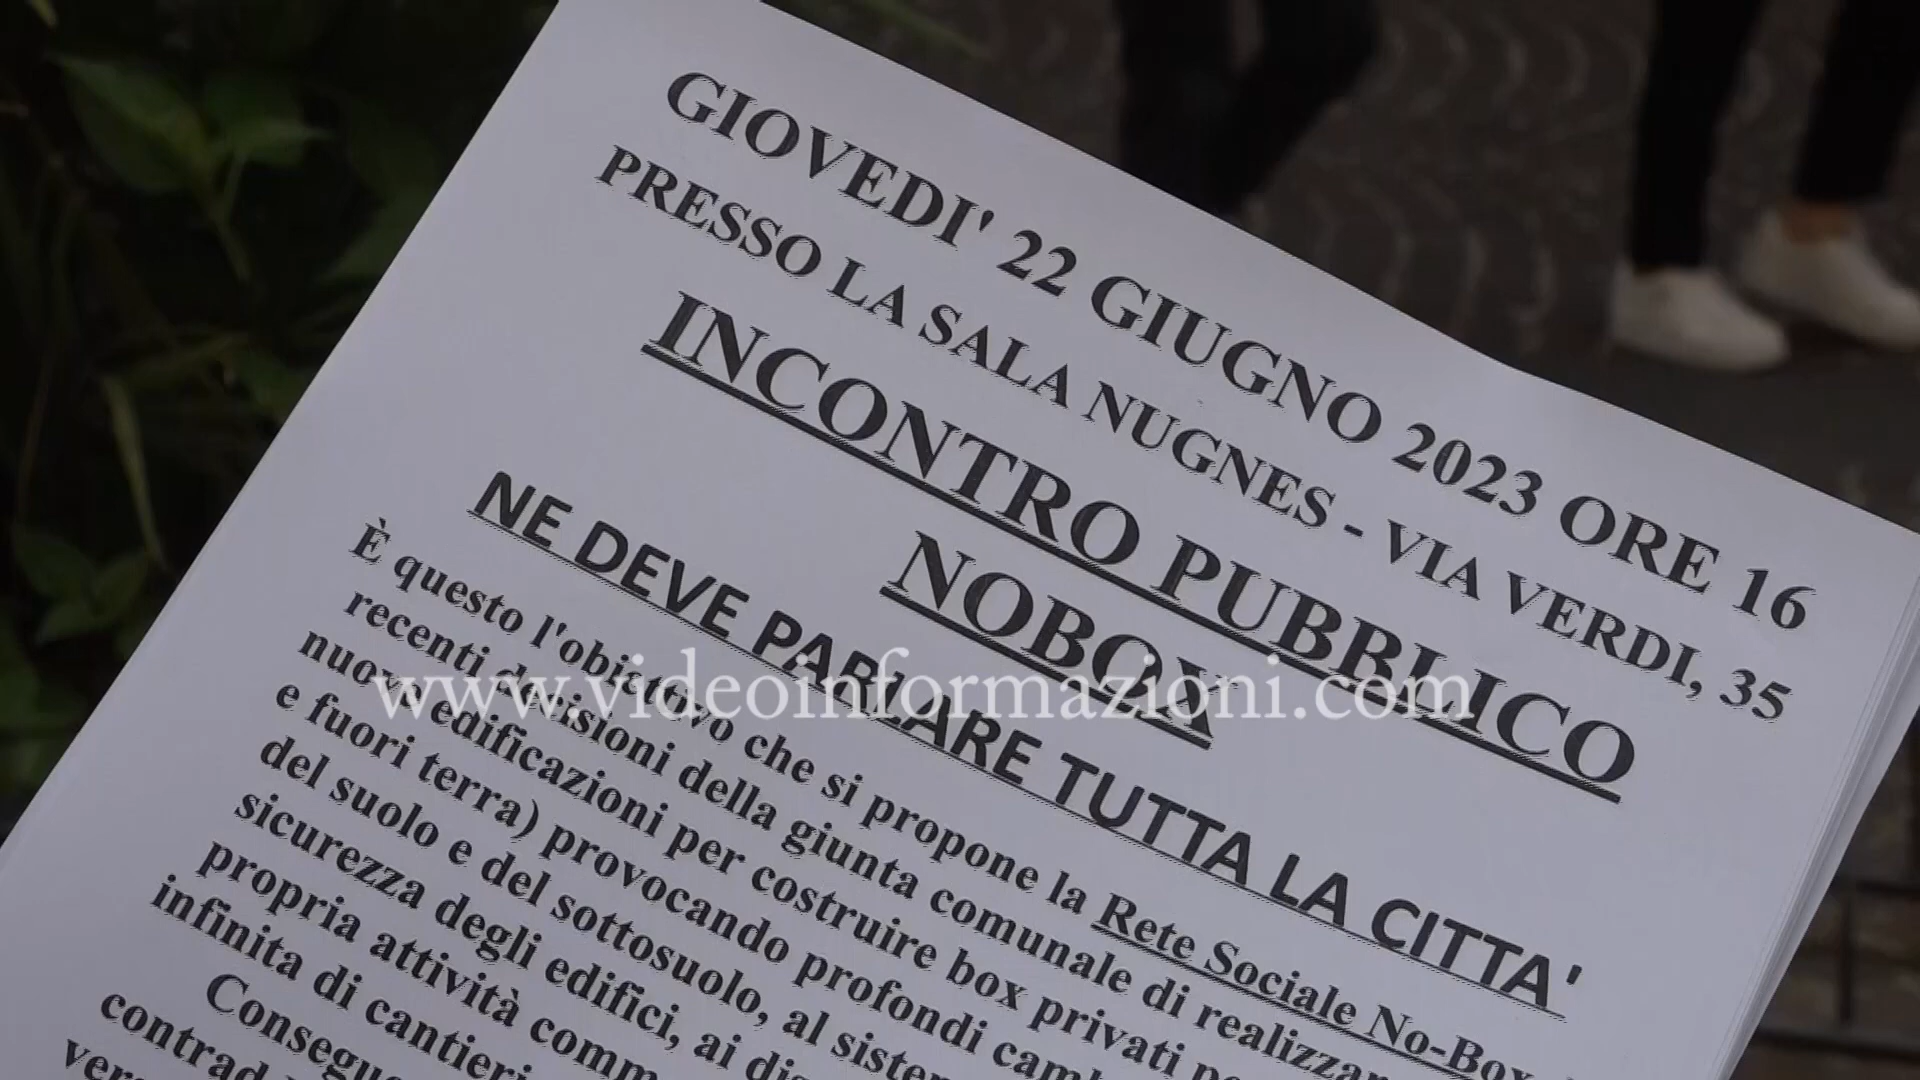 GIOVEDI' 22 GIUGNO 2023 ORE 16
PRESSO LA SALA NUGNES - VIA VERDI, 35
INCONTRO PUBBLICO
NOBOX
NE DEVE PARLARE TUTTA LA CITTA'
È questo l'obiettivo che si propone la Rete Sociale No-Box,
recenti decisioni della giunta comunale di realizzar
nuove edificazioni per costruire box privati
e fuori terra) provocando profondi
del suolo e del sottosuolo, al
sicurezza degli edifici, ai
propria attività
infinita di cantieri
www.videoinformazioni.com